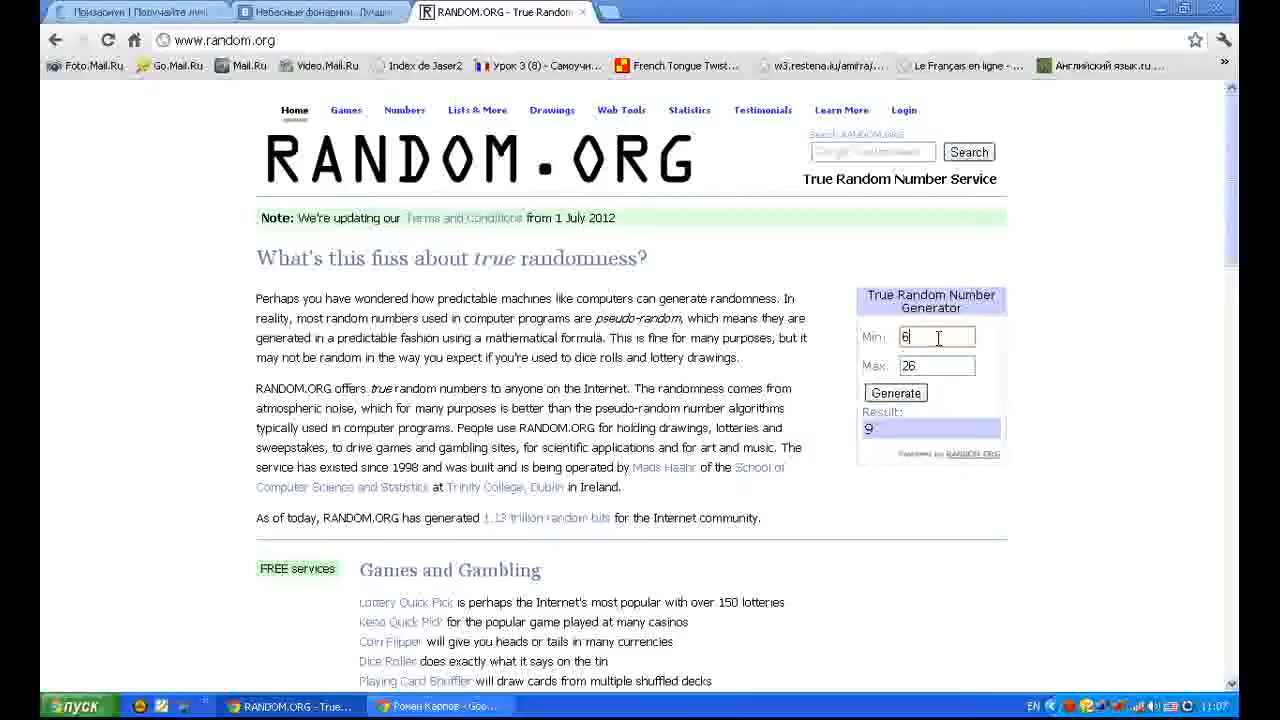 Призабиун | Получайте лучш
Небесные фонарики. Лучши
RANDOM.ORG - True Random
www.random.org
Foto.Mail.Ru
Go.Mail.Ru
Mail.Ru
Video.Mail.Ru
Index de Jaser2
Урок 3 (8) - Самоучи...
French Tongue Twist...
w3.restena.lu/amifra/...
Le Français en ligne - ...
Английский язык.ru...
Home Games Numbers Lists & More Drawings Web Tools Statistics Testimonials Learn More Login
RANDOM.ORG
Search RANDOM.ORG
Search
True Random Number Service
Note: We're updating our Terms and Conditions from 1 July 2012
What's this fuss about true randomness?
Perhaps you have wondered how predictable machines like computers can generate randomness. In
reality, most random numbers used in computer programs are pseudo-random, which means they are
generated in a predictable fashion using a mathematical formula. This is fine for many purposes, but it
may not be random in the way you expect if you're used to dice rolls and lottery drawings.
RANDOM.ORG offers true random numbers to anyone on the Internet. The randomness comes from
atmospheric noise, which for many purposes is better than the pseudo-random number algorithms
typically used in computer programs. People use RANDOM.ORG for holding drawings, lotteries and
sweepstakes, to drive games and gambling sites, for scientific applications and for art and music. The
service has existed since 1998 and was built and is being operated by Mads Haahr of the School of
Computer Science and Statistics at Trinity College, Dublin in Ireland.
As of today, RANDOM.ORG has generated 1.13 trillion random bits for the Internet community.
True Random Number
Generator
Min: 6
Max: 26
Generate
Result:
9
Powered by RANDOM.ORG
FREE services
Games and Gambling
Lottery Quick Pick is perhaps the Internet's most popular with over 150 lotteries
Keno Quick Pick for the popular game played at many casinos
Coin Flipper will give you heads or tails in many currencies
Dice Roller does exactly what it says on the tin
Playing Card Shuffler will draw cards from multiple shuffled decks
пуск
RANDOM.ORG - True...
Ромен Карпов - Goo...
EN
11:07